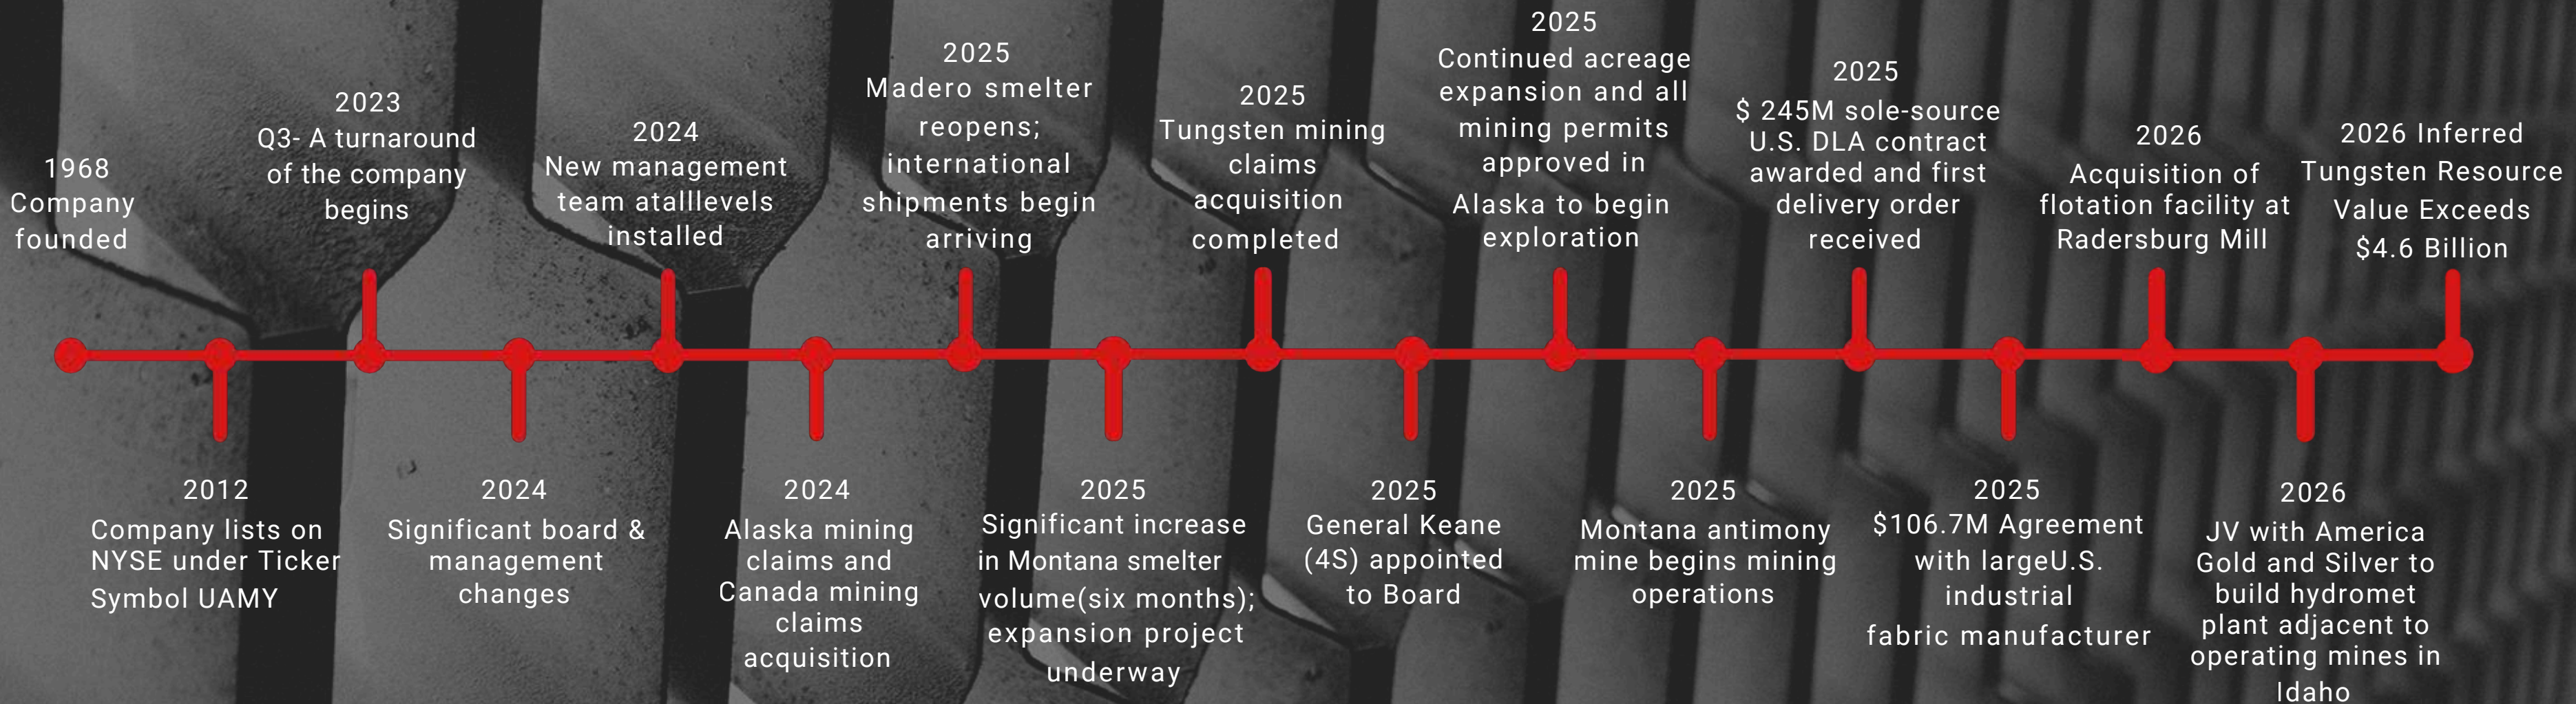 1968
Company
founded
2012
Company lists on
NYSE under Ticker
Symbol UAMY
2023
Q3- A turnaround
of the company
begins
2024
Significant board &
management
changes
2024
New management
team atalllevels
installed
2024
Alaska mining
claims and
Canada mining
claims
acquisition
2025
Madero smelter
reopens;
international
shipments begin
arriving
2025
Significant increase
in Montana smelter
volume(six months);
expansion project
underway
2025
Tungsten mining
claims
acquisition
completed
2025
General Keane
(4S) appointed
to Board
2025
Continued acreage
expansion and all
mining permits
approved in
Alaska to begin
exploration
2025
Montana antimony
mine begins mining
operations
2025
$ 245M sole-source
U.S. DLA contract
awarded and first
delivery order
received
2025
$106.7M Agreement
with largeU.S.
industrial
fabric manufacturer
2026
Acquisition of
flotation facility at
Radersburg Mill
2026
JV with America
Gold and Silver to
build hydromet
plant adjacent to
operating mines in
Idaho
2026 Inferred
Tungsten Resource
Value Exceeds
$4.6 Billion